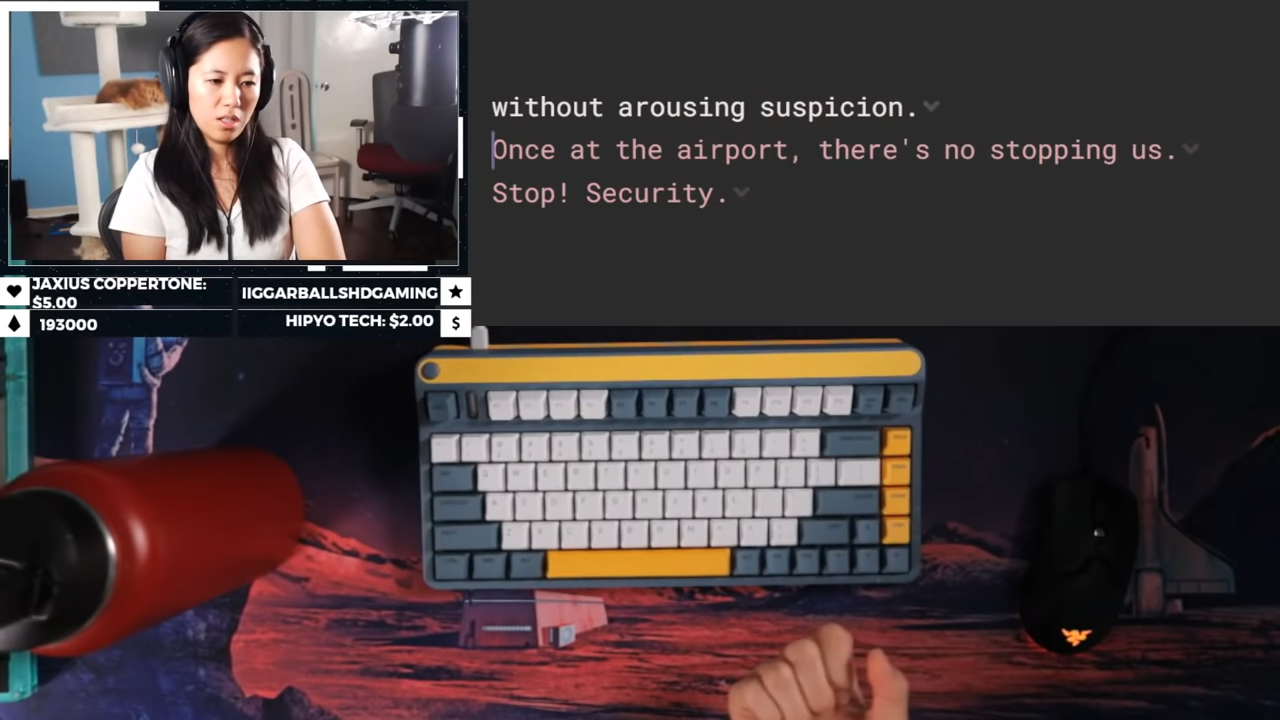 without arousing suspicion.
Once at the airport, there's no stopping us.
Stop! Security.
JAXIUS COPPERTONE:
$5.00
IIGGARBALLSHDGAMING
193000
HIPYO TECH: $2.00
$